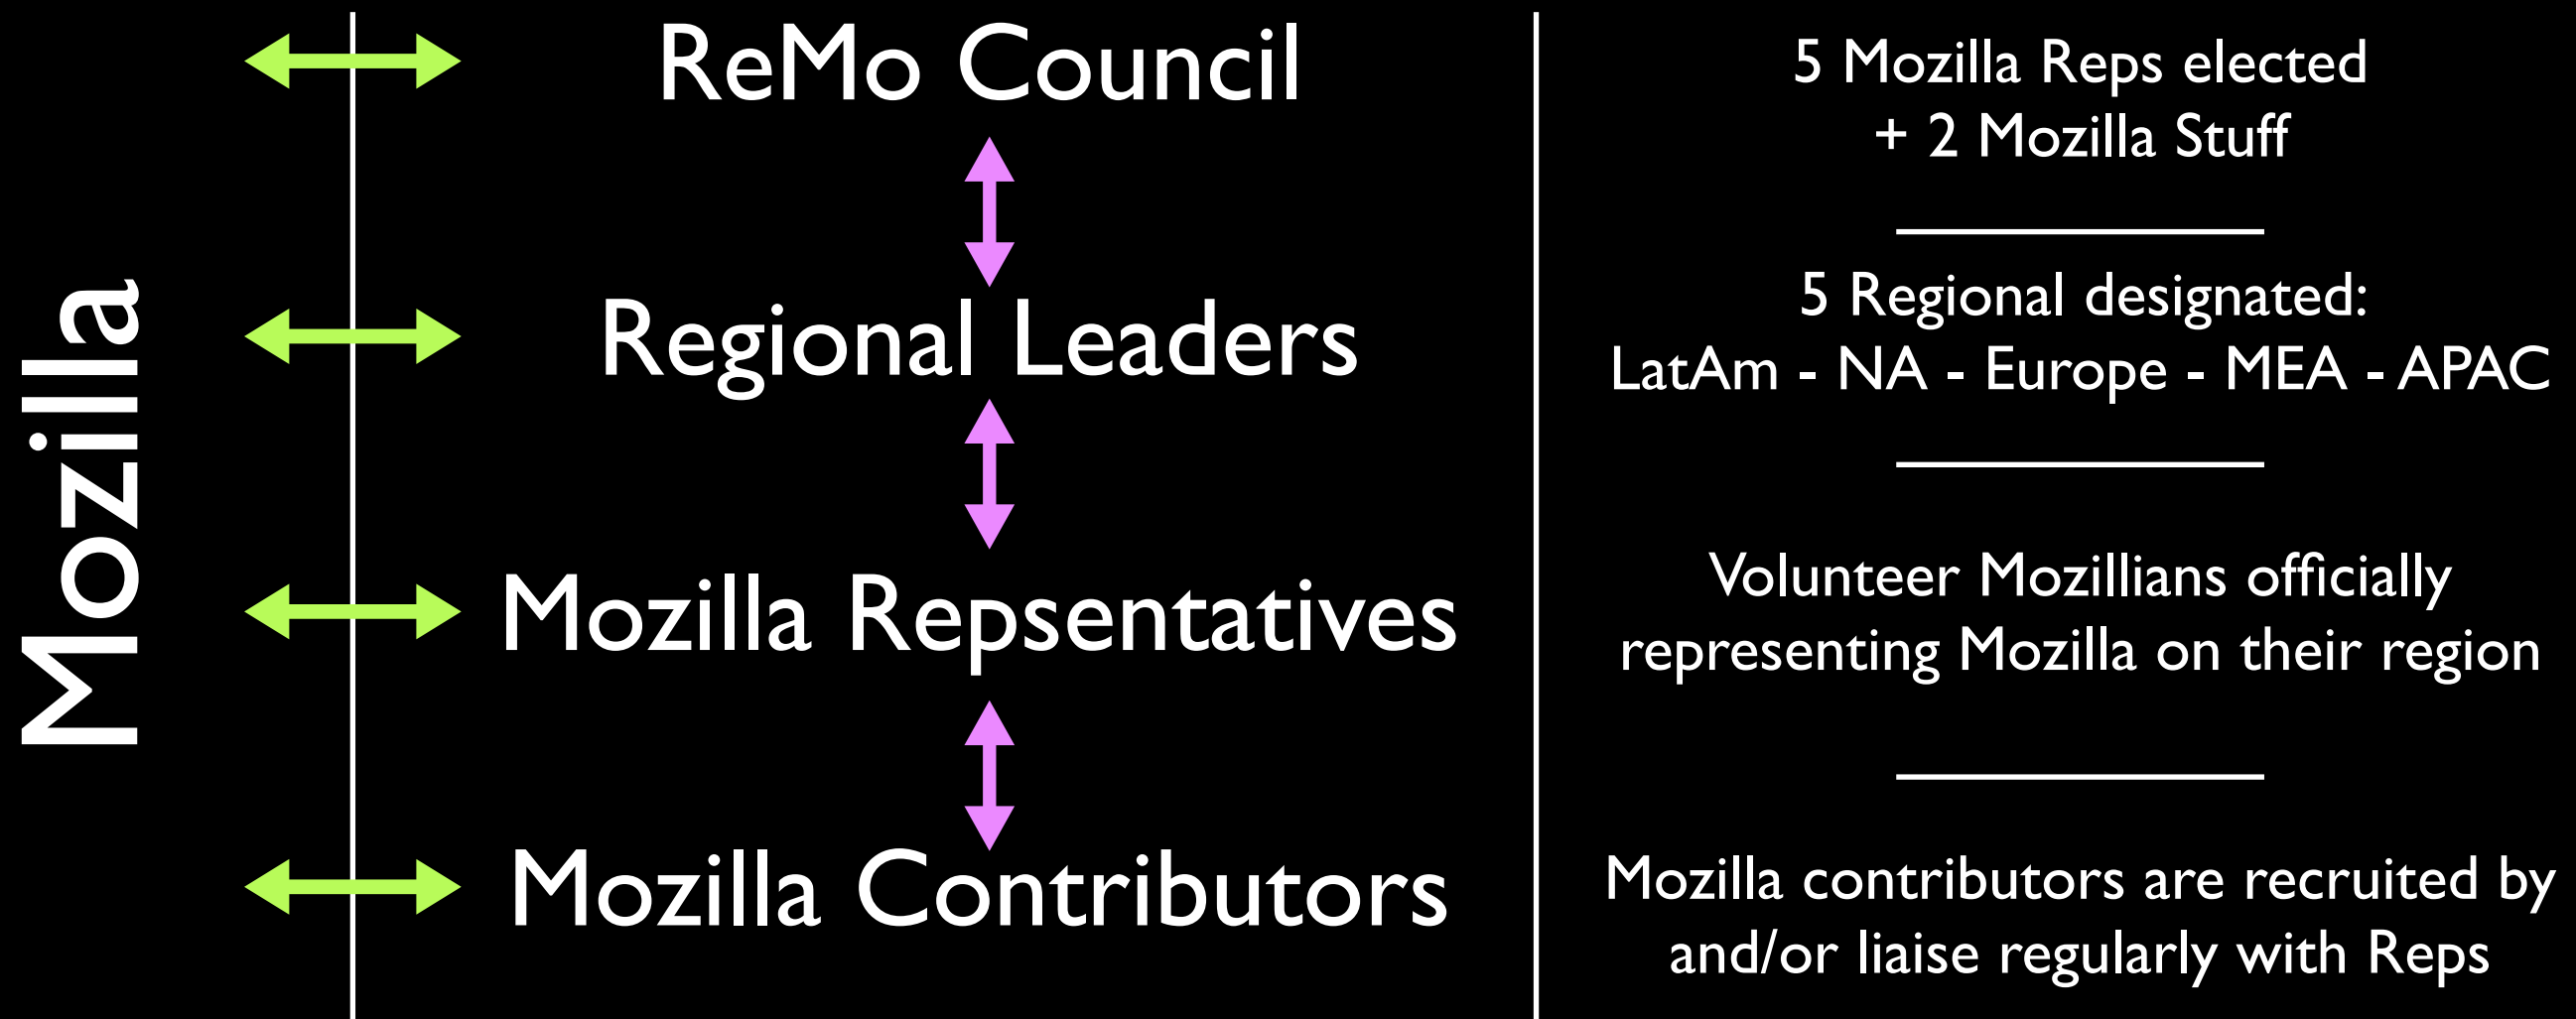 Mozilla
ReMo Council
5 Mozilla Reps elected
+ 2 Mozilla Stuff
Regional Leaders
5 Regional designated:
LatAm - NA - Europe - MEA - APAC
Mozilla Repsentatives
Volunteer Mozillians officially
representing Mozilla on their region
Mozilla Contributors
Mozilla contributors are recruited by
and/or liaise regularly with Reps